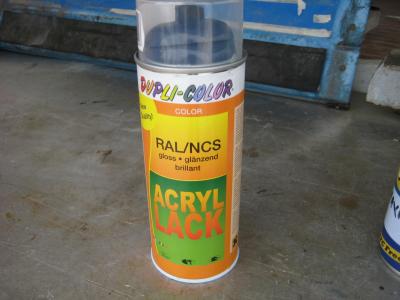 DUPLI-COLOR
COLOR
RAL/NCS
gloss • glänzend
brillant
ACRYL
LACK